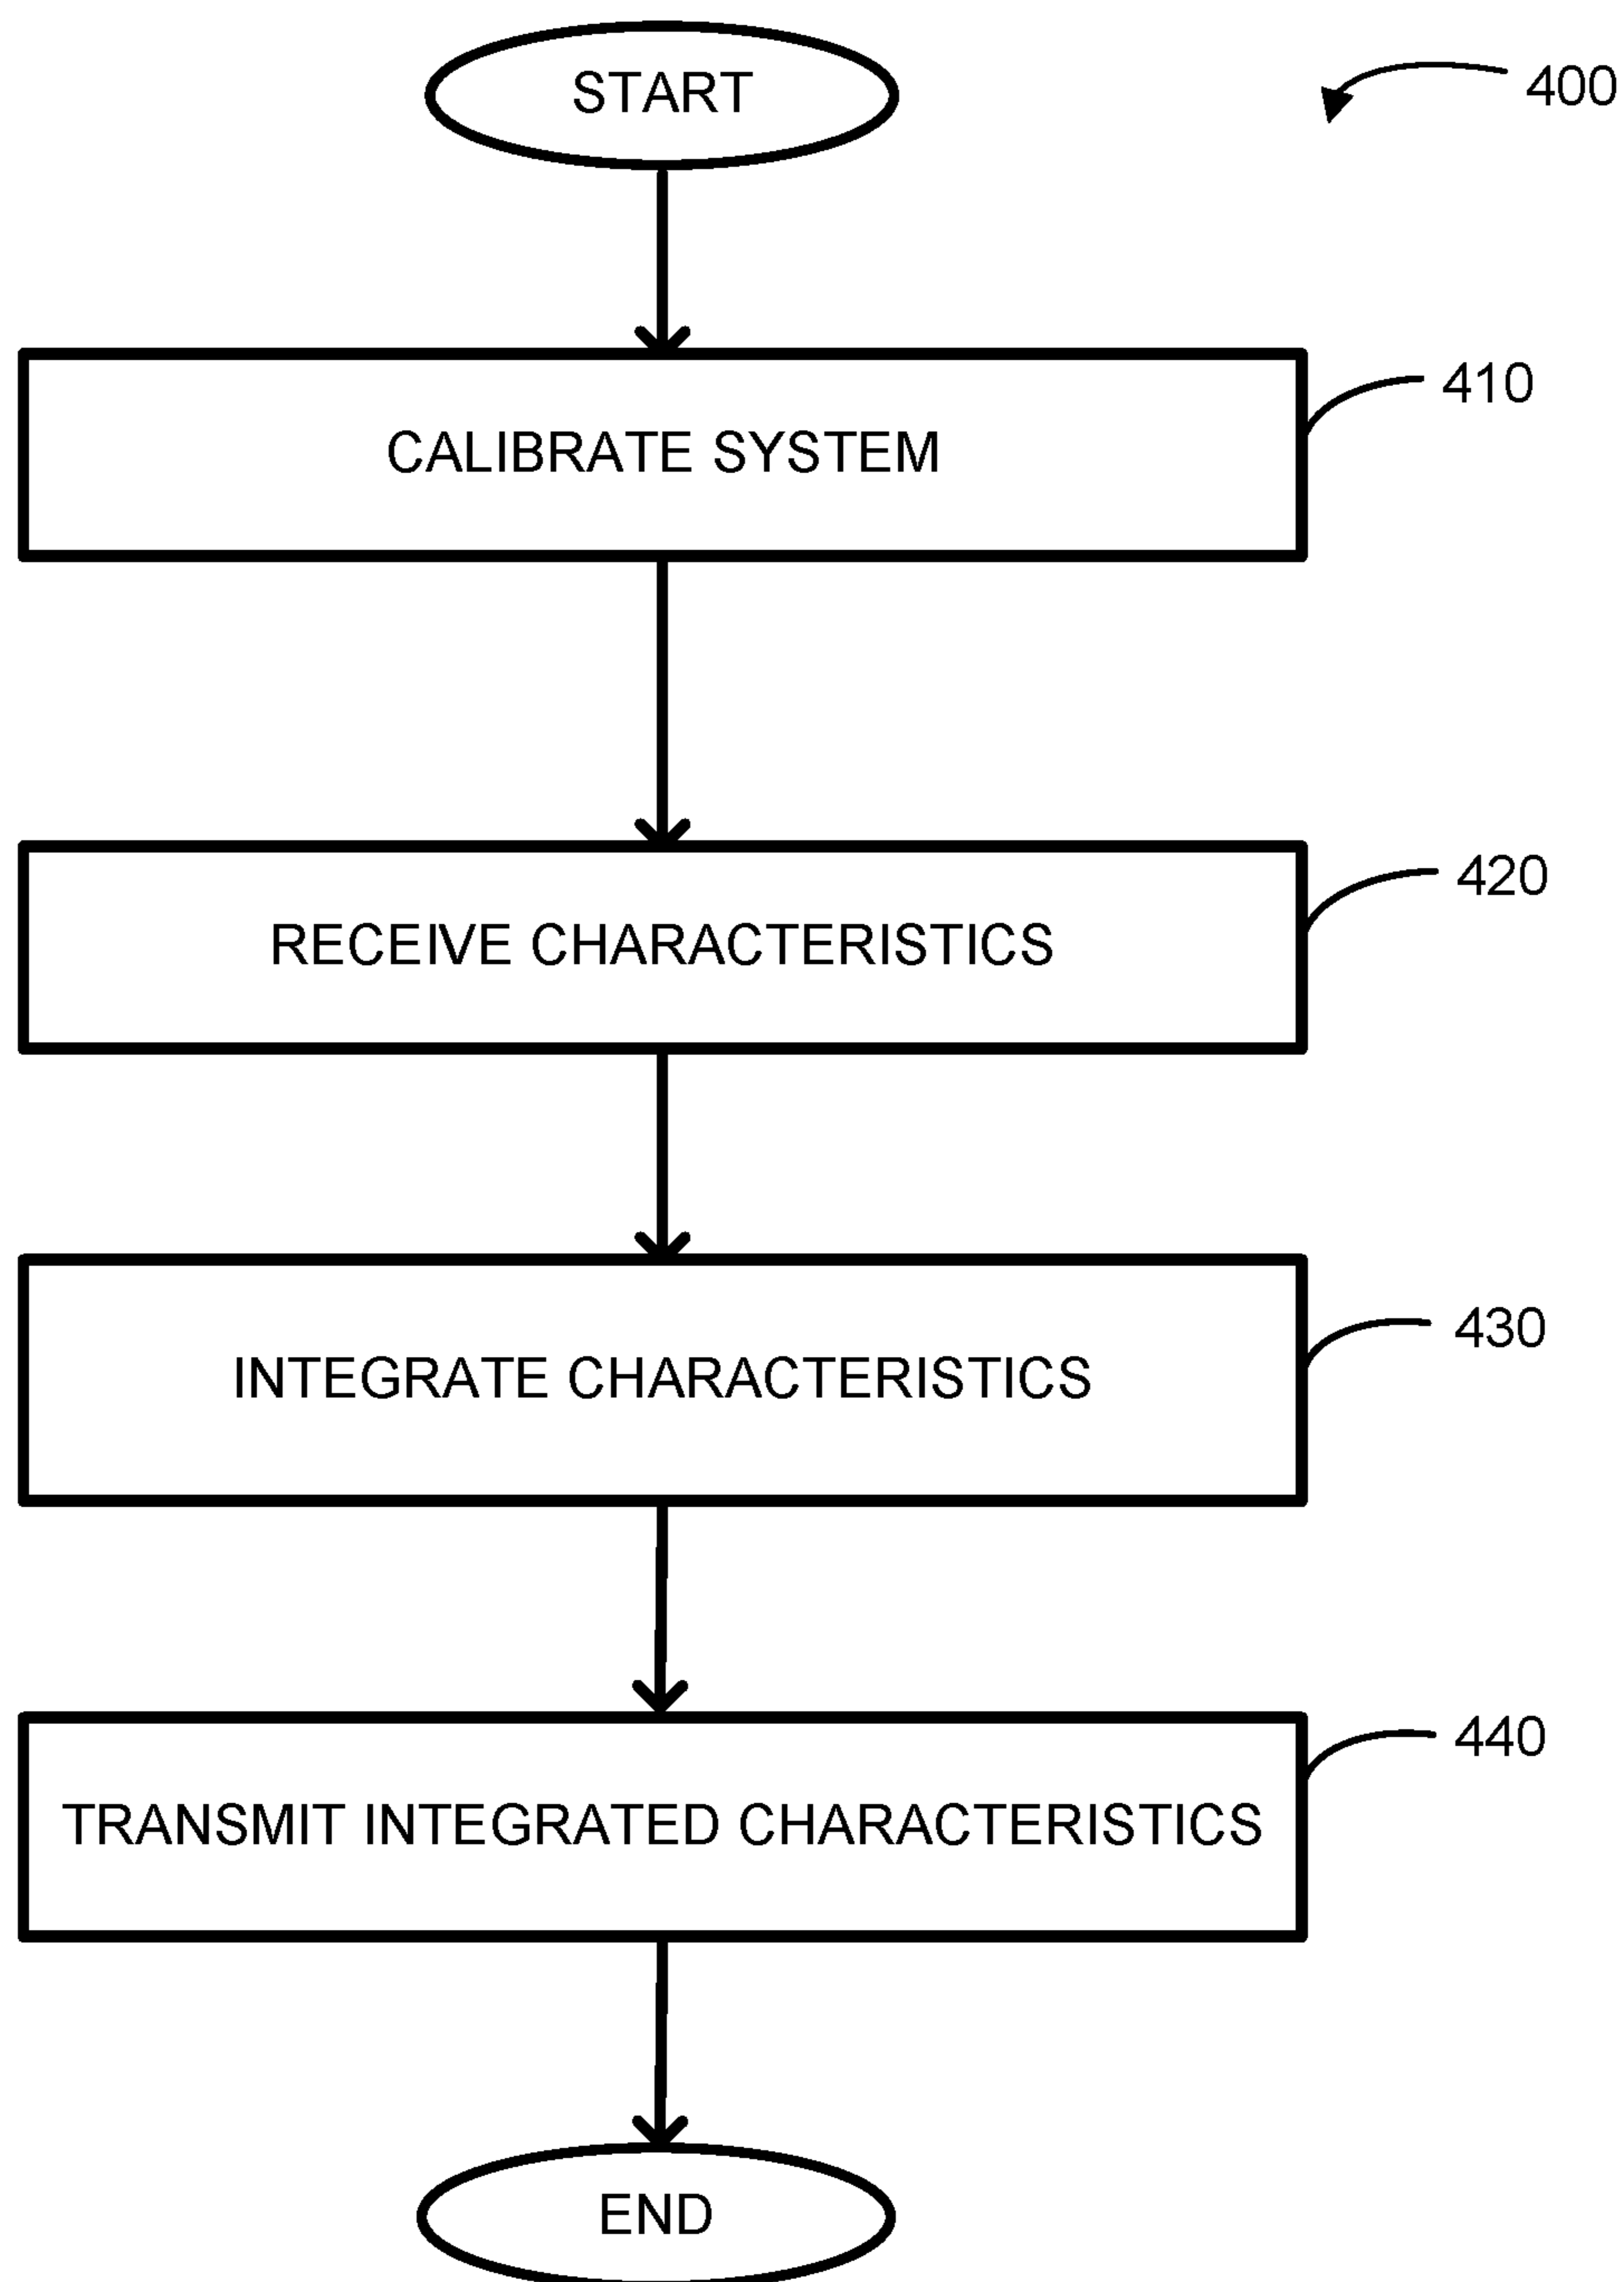 START
400
CALIBRATE SYSTEM
410
RECEIVE CHARACTERISTICS
420
INTEGRATE CHARACTERISTICS
430
TRANSMIT INTEGRATED CHARACTERISTICS
440
END